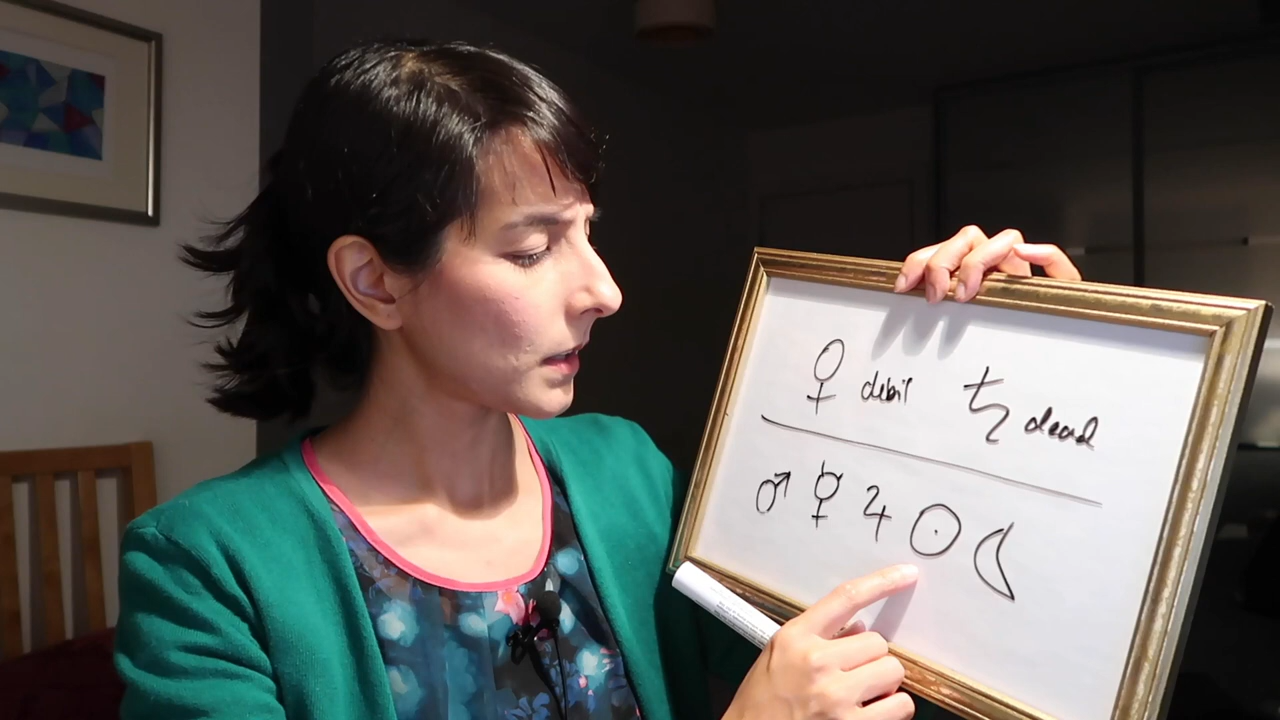 ♀ debil ♄ dead
♂ ☿ ♃ ☉ ☾